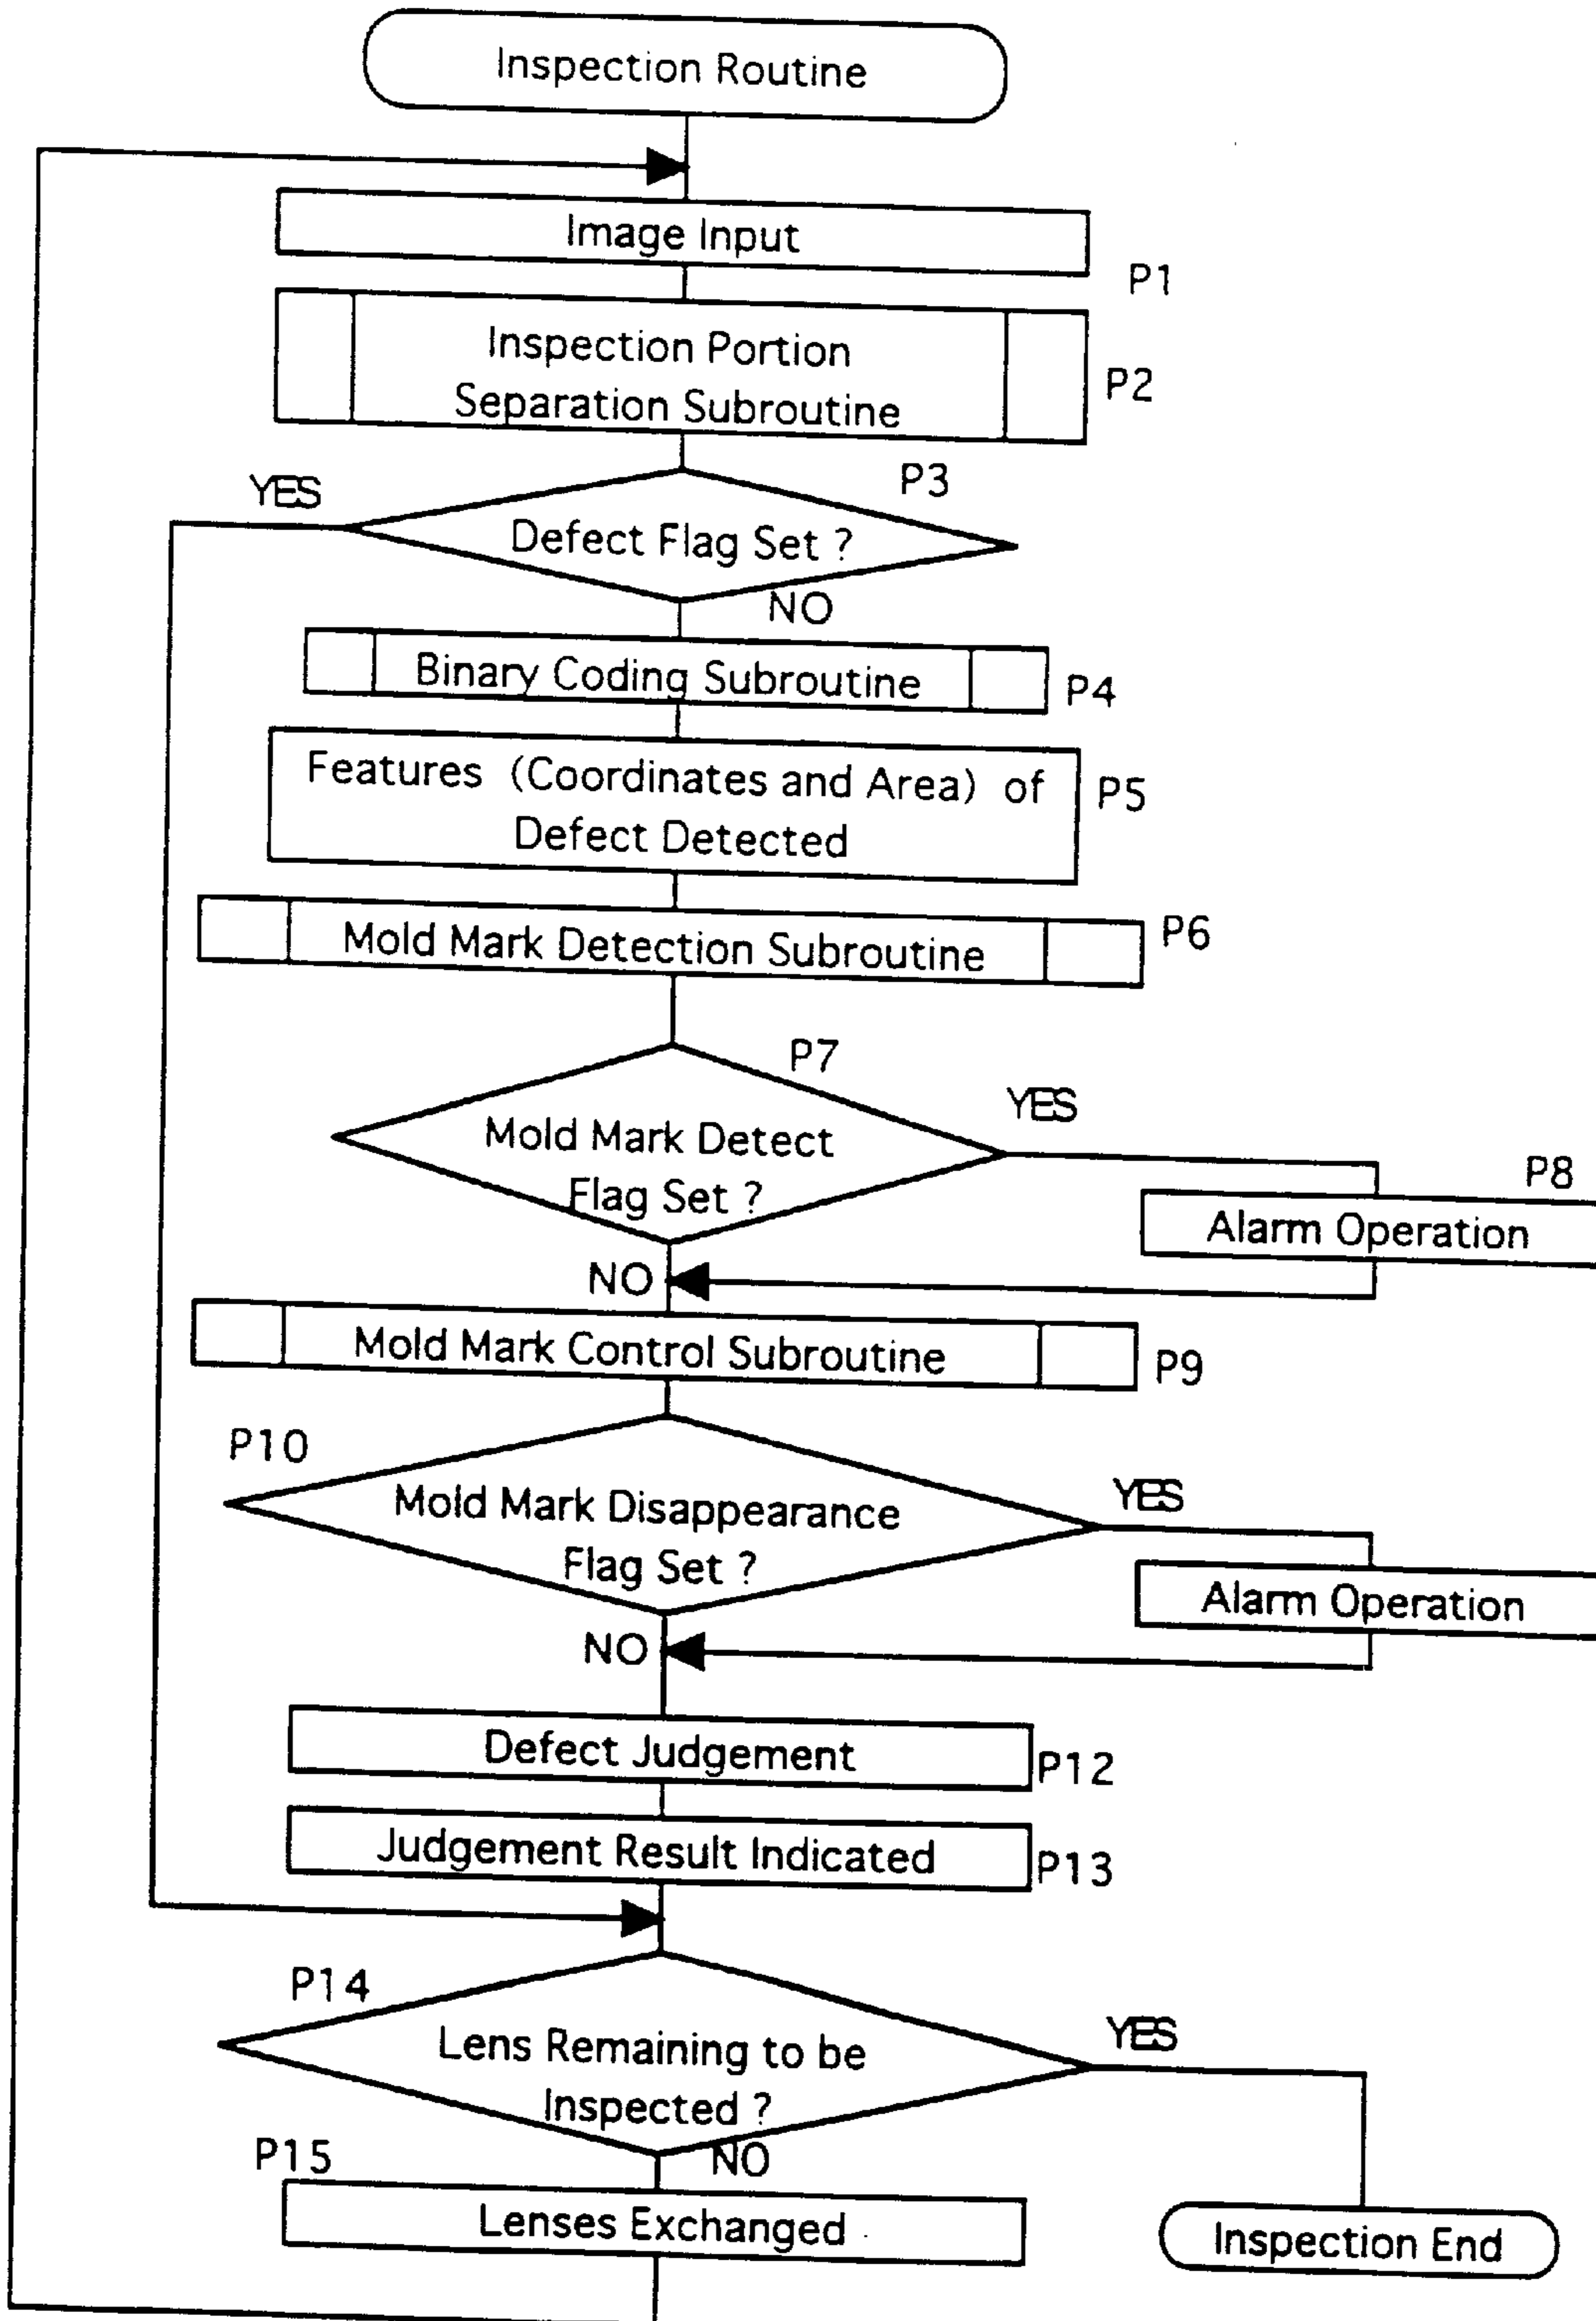 Inspection Routine
Image Input
P1
Inspection Portion
Separation Subroutine
P2
P3
YES
Defect Flag Set ?
NO
Binary Coding Subroutine
P4
Features (Coordinates and Area) of
Defect Detected
P5
Mold Mark Detection Subroutine
P6
P7
YES
Mold Mark Detect
Flag Set ?
P8
Alarm Operation
NO
Mold Mark Control Subroutine
P9
P10
YES
Mold Mark Disappearance
Flag Set ?
Alarm Operation
NO
Defect Judgement
P12
Judgement Result Indicated
P13
P14
YES
Lens Remaining to be
Inspected ?
NO
P15
Lenses Exchanged
Inspection End